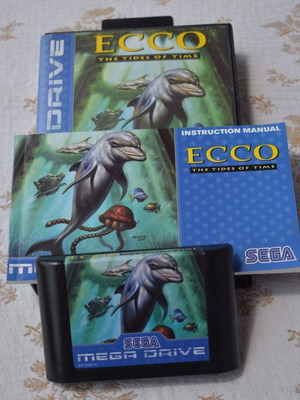 ECCO
THE TIDES OF TIME
DRIVE
INSTRUCTION MANUAL
ECCO
THE TIDES OF TIME
SEGA
SEGA
MEGA DRIVE